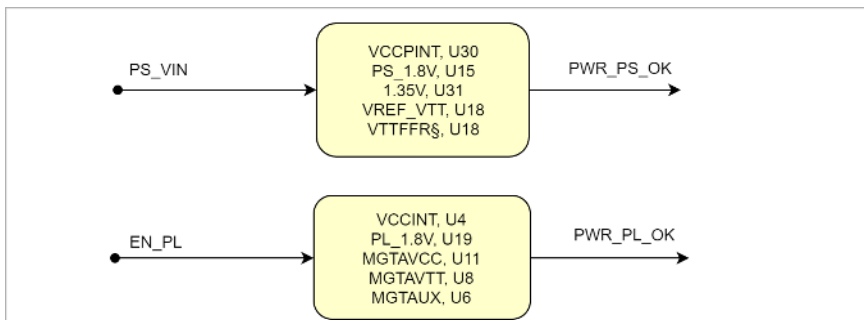 PS_VIN
VCCPINT, U30
PS_1.8V, U15
1.35V, U31
VREF_VTT, U18
VTTFFR§, U18
PWR_PS_OK
EN_PL
VCCINT, U4
PL_1.8V, U19
MGTAVCC, U11
MGTAVTT, U8
MGTAUX, U6
PWR_PL_OK